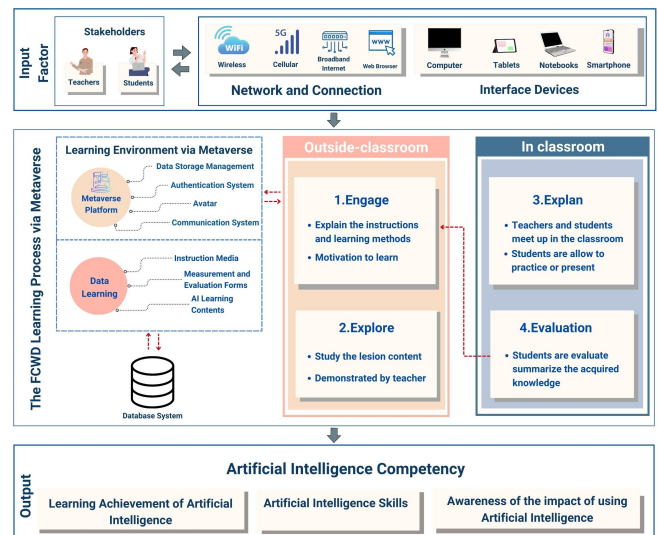 Input
Factor
Stakeholders
Teachers
Students
WiFi
Wireless
5G
Cellular
Broadband
Internet
www
Web Browser
Network and Connection
Computer
Tablets
Notebooks
Smartphone
Interface Devices
The FCWD Learning Process via Metaverse
Learning Environment via Metaverse
Metaverse
Platform
Data Storage Management
Authentication System
Avatar
Communication System
Data
Learning
Instruction Media
Measurement and
Evaluation Forms
AI Learning
Contents
Database System
Outside-classroom
1.Engage
• Explain the instructions
and learning methods
• Motivation to learn
2.Explore
• Study the lesion content
• Demonstrated by teacher
In classroom
3.Explan
• Teachers and students
meet up in the classroom
• Students are allow to
practice or present
4.Evaluation
• Students are evaluate
summarize the acquired
knowledge
Output
Artificial Intelligence Competency
Learning Achievement of Artificial
Intelligence
Artificial Intelligence Skills
Awareness of the impact of using
Artificial Intelligence